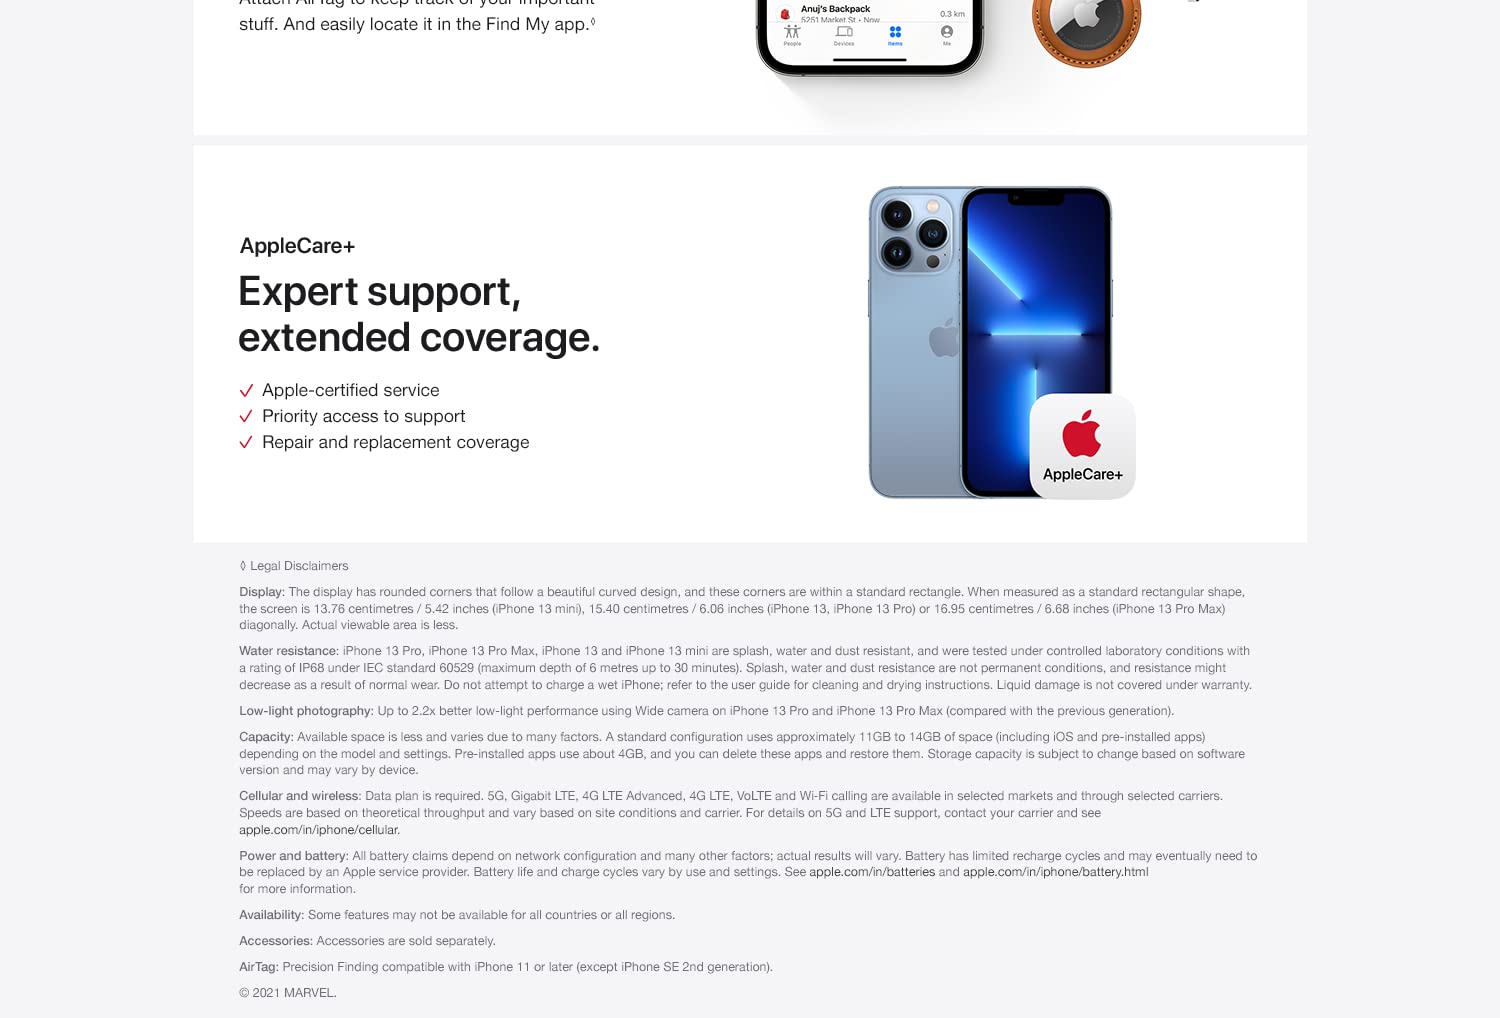 Attach AirTag to keep track of your important
stuff. And easily locate it in the Find My app.◊
Anuj's Backpack
5251 Market St • Now
0.3 km
People
Devices
Items
Me
AppleCare+
Expert support,
extended coverage.
Apple-certified service
Priority access to support
Repair and replacement coverage
AppleCare+
◊ Legal Disclaimers
Display: The display has rounded corners that follow a beautiful curved design, and these corners are within a standard rectangle. When measured as a standard rectangular shape,
the screen is 13.76 centimetres / 5.42 inches (iPhone 13 mini), 15.40 centimetres / 6.06 inches (iPhone 13, iPhone 13 Pro) or 16.95 centimetres / 6.68 inches (iPhone 13 Pro Max)
diagonally. Actual viewable area is less.
Water resistance: iPhone 13 Pro, iPhone 13 Pro Max, iPhone 13 and iPhone 13 mini are splash, water and dust resistant, and were tested under controlled laboratory conditions with
a rating of IP68 under IEC standard 60529 (maximum depth of 6 metres up to 30 minutes). Splash, water and dust resistance are not permanent conditions, and resistance might
decrease as a result of normal wear. Do not attempt to charge a wet iPhone; refer to the user guide for cleaning and drying instructions. Liquid damage is not covered under warranty.
Low-light photography: Up to 2.2x better low-light performance using Wide camera on iPhone 13 Pro and iPhone 13 Pro Max (compared with the previous generation).
Capacity: Available space is less and varies due to many factors. A standard configuration uses approximately 11GB to 14GB of space (including iOS and pre-installed apps)
depending on the model and settings. Pre-installed apps use about 4GB, and you can delete these apps and restore them. Storage capacity is subject to change based on software
version and may vary by device.
Cellular and wireless: Data plan is required. 5G, Gigabit LTE, 4G LTE Advanced, 4G LTE, VoLTE and Wi-Fi calling are available in selected markets and through selected carriers.
Speeds are based on theoretical throughput and vary based on site conditions and carrier. For details on 5G and LTE support, contact your carrier and see
apple.com/in/iphone/cellular.
Power and battery: All battery claims depend on network configuration and many other factors; actual results will vary. Battery has limited recharge cycles and may eventually need to
be replaced by an Apple service provider. Battery life and charge cycles vary by use and settings. See apple.com/in/batteries and apple.com/in/iphone/battery.html
for more information.
Availability: Some features may not be available for all countries or all regions.
Accessories: Accessories are sold separately.
AirTag: Precision Finding compatible with iPhone 11 or later (except iPhone SE 2nd generation).
© 2021 MARVEL.